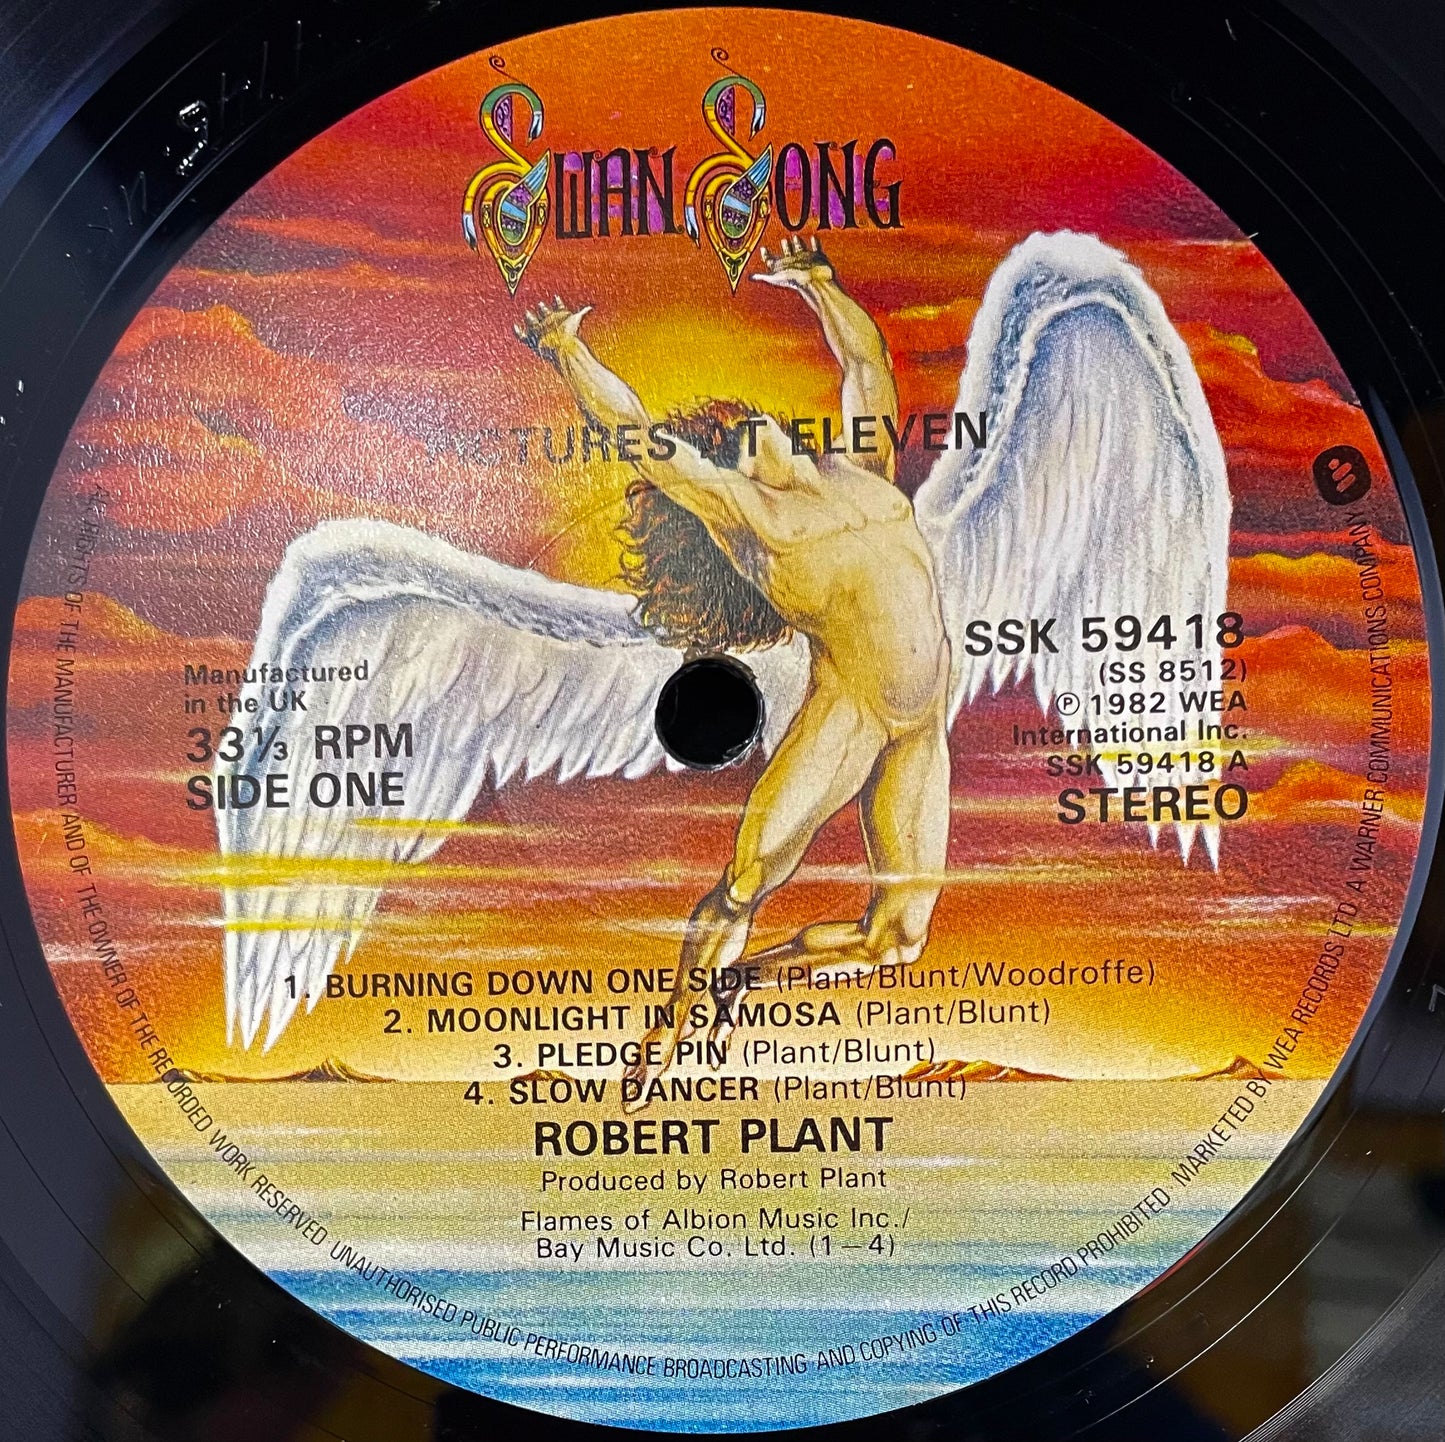 SWAN SONG
PICTURES AT ELEVEN
SSK 59418
(SS 8512)
Ⓟ 1982 WEA
International Inc.
SSK 59418 A
STEREO
Manufactured
in the UK
33⅓ RPM
SIDE ONE
1. BURNING DOWN ONE SIDE (Plant/Blunt/Woodroffe)
2. MOONLIGHT IN SAMOSA (Plant/Blunt)
3. PLEDGE PIN (Plant/Blunt)
4. SLOW DANCER (Plant/Blunt)
ROBERT PLANT
Produced by Robert Plant
Flames of Albion Music Inc./
Bay Music Co. Ltd. (1–4)
ALL RIGHTS OF THE MANUFACTURER AND OF THE OWNER OF THE RECORDED WORK RESERVED UNAUTHORISED PUBLIC PERFORMANCE BROADCASTING AND COPYING OF THIS RECORD PROHIBITED MARKETED BY WEA RECORDS LTD. A WARNER COMMUNICATIONS COMPANY